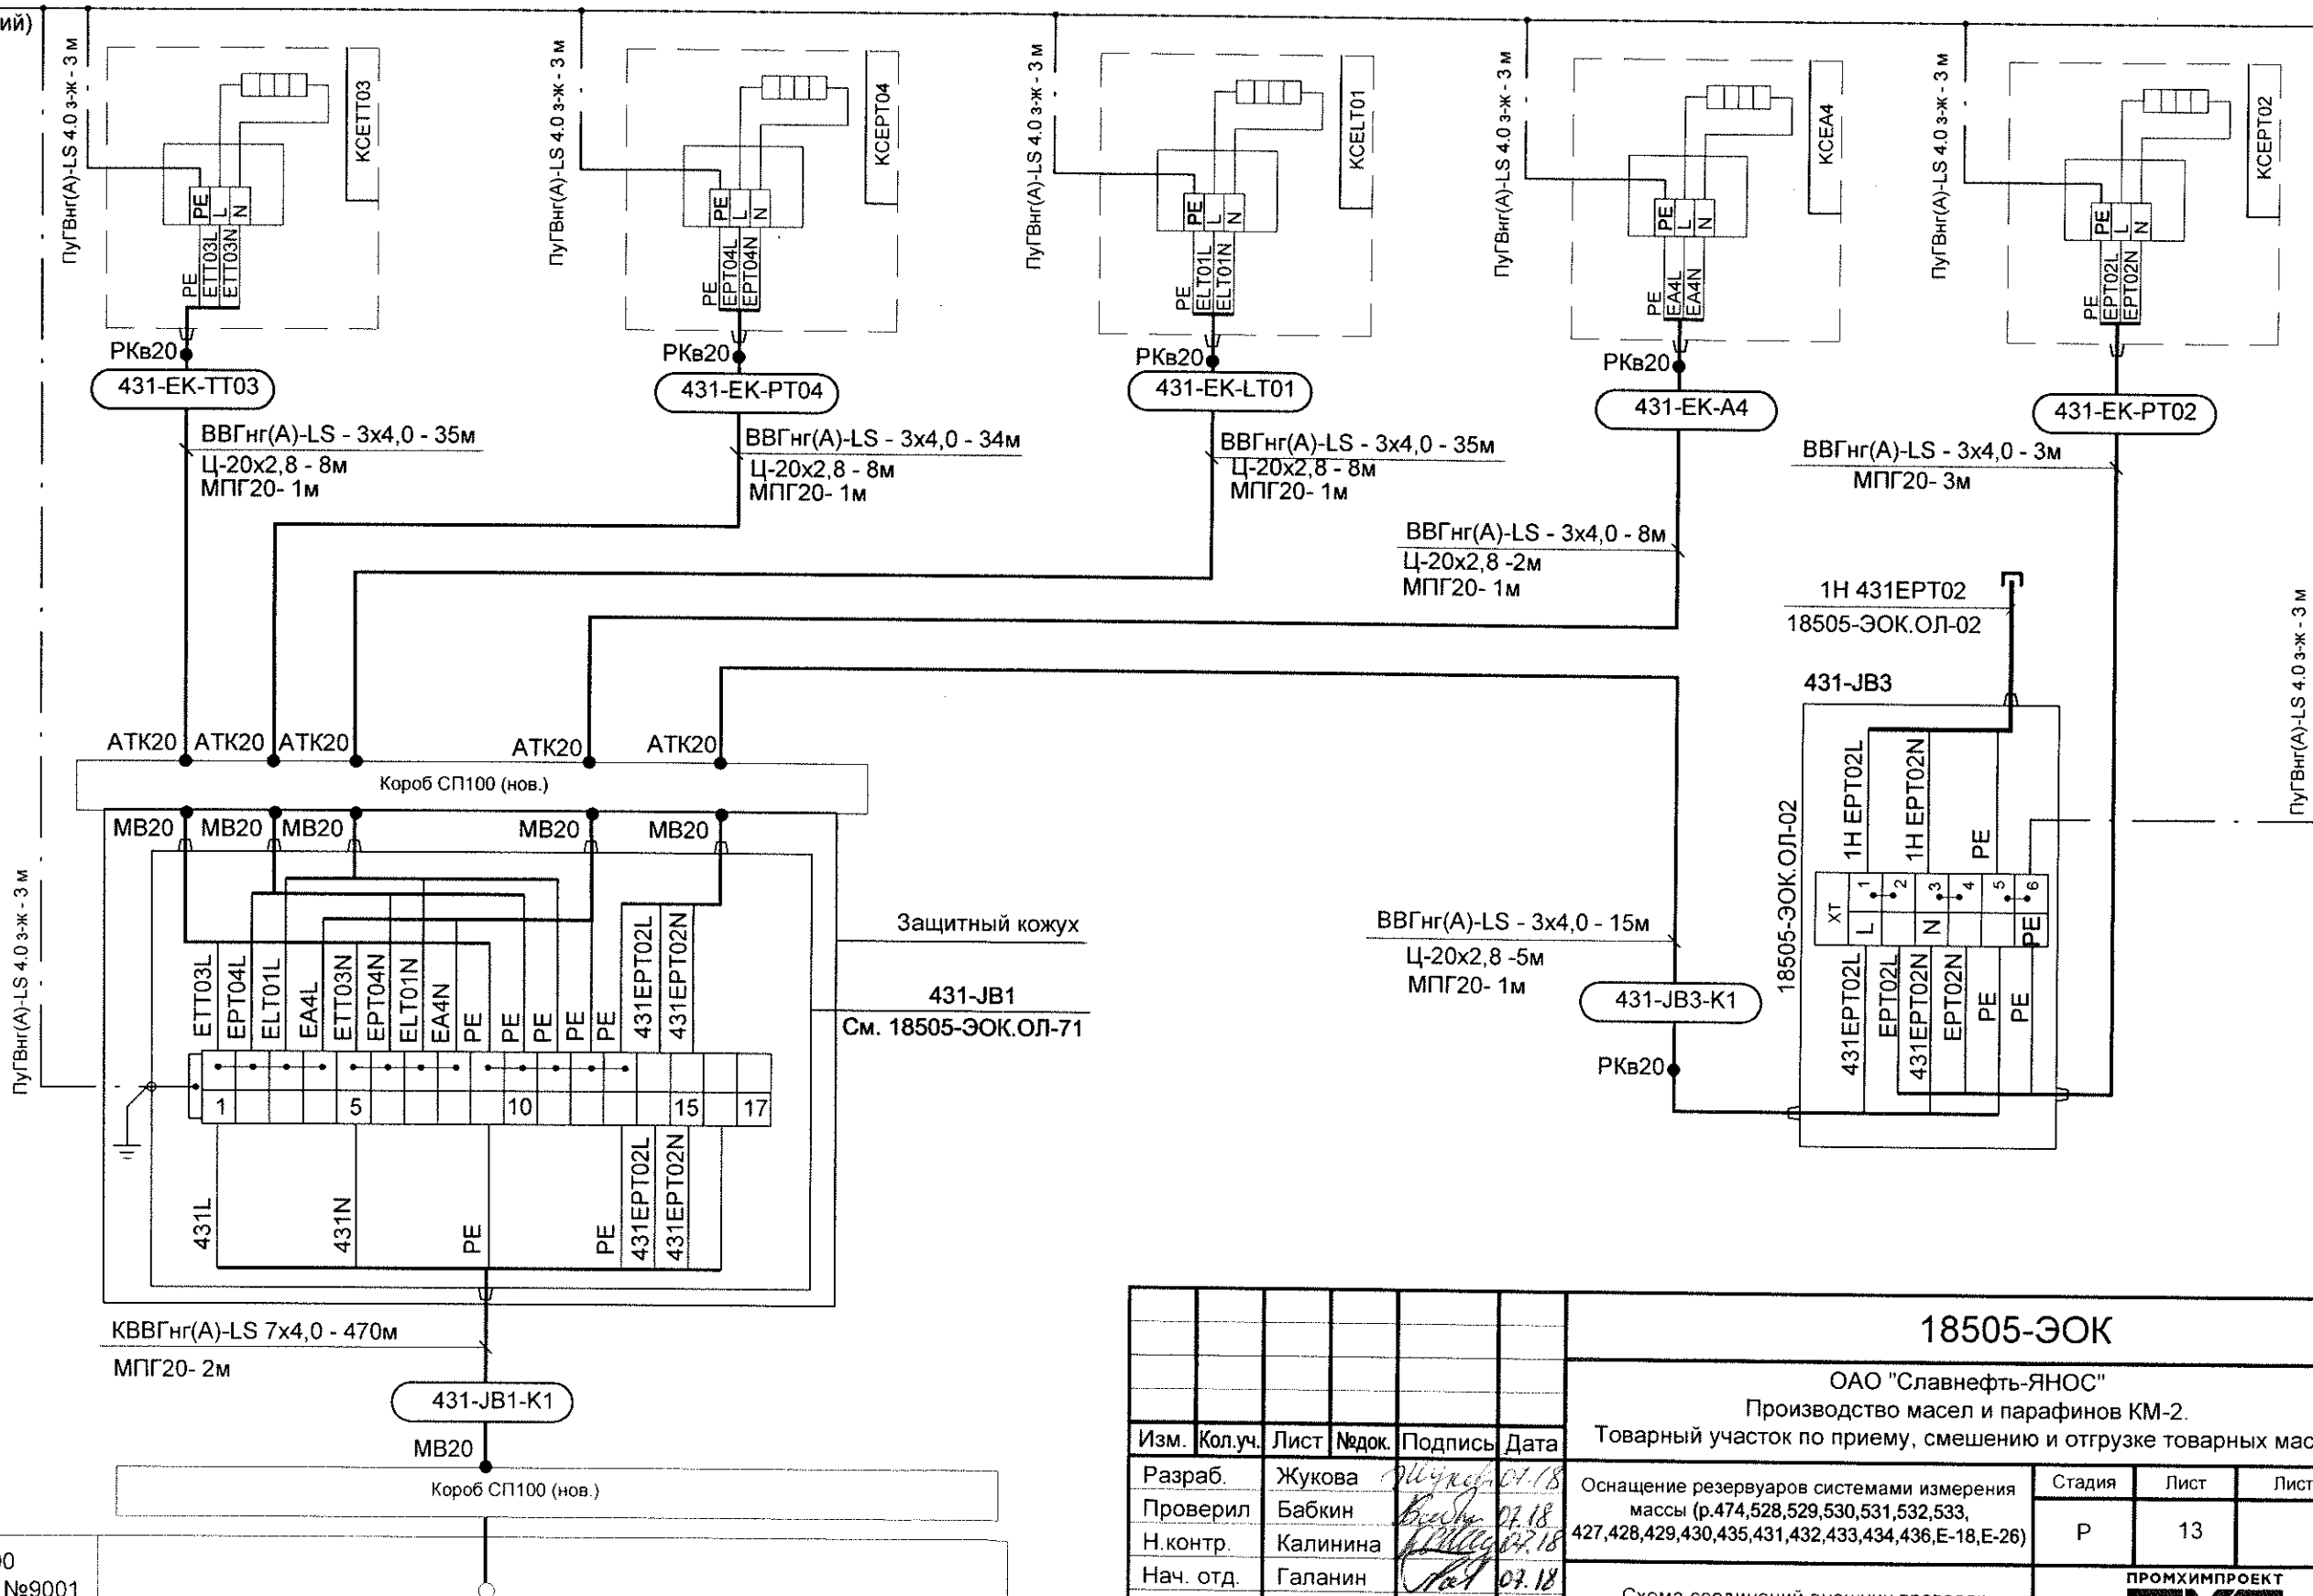 ий)
ПуГВнг(А)-LS 4.0 з-ж - 3 м
KCETT03
PE
L
N
PE
ETT03L
ETT03N
РКв20
431-EK-TT03
ВВГнг(А)-LS - 3х4,0 - 35м
Ц-20х2,8 - 8м
МПГ20- 1м
ПуГВнг(А)-LS 4.0 з-ж - 3 м
KCEPT04
PE
L
N
PE
EPT04L
EPT04N
РКв20
431-EK-PT04
ВВГнг(А)-LS - 3х4,0 - 34м
Ц-20х2,8 - 8м
МПГ20- 1м
ПуГВнг(А)-LS 4.0 з-ж - 3 м
KCELT01
PE
L
N
PE
ELT01L
ELT01N
РКв20
431-EK-LT01
ВВГнг(А)-LS - 3х4,0 - 35м
Ц-20х2,8 - 8м
МПГ20- 1м
ПуГВнг(А)-LS 4.0 з-ж - 3 м
KCEA4
PE
L
N
PE
EA4L
EA4N
РКв20
431-EK-A4
ВВГнг(А)-LS - 3х4,0 - 8м
Ц-20х2,8 -2м
МПГ20- 1м
ПуГВнг(А)-LS 4.0 з-ж - 3 м
KCEPT02
PE
L
N
PE
EPT02L
EPT02N
431-EK-PT02
ВВГнг(А)-LS - 3х4,0 - 3м
МПГ20- 3м
1Н 431EPT02
18505-ЭОК.ОЛ-02
431-JB3
18505-ЭОК.ОЛ-02
1H EPT02L
1H EPT02N
PE
XT
1
2
3
4
5
6
L
N
PE
431EPT02L
EPT02L
431EPT02N
EPT02N
PE
PE
ПуГВнг(А)-LS 4.0 з-ж - 3 м
АТК20
АТК20
АТК20
АТК20
АТК20
Короб СП100 (нов.)
МВ20
МВ20
МВ20
МВ20
МВ20
ПуГВнг(А)-LS 4.0 з-ж - 3 м
Защитный кожух
431-JB1
См. 18505-ЭОК.ОЛ-71
ETT03L
EPT04L
ELT01L
EA4L
ETT03N
EPT04N
ELT01N
EA4N
PE
PE
PE
PE
PE
431EPT02L
431EPT02N
1
5
10
15
17
431L
431N
PE
PE
431EPT02L
431EPT02N
ВВГнг(А)-LS - 3х4,0 - 15м
Ц-20х2,8 -5м
МПГ20- 1м
431-JB3-K1
РКв20
КВВГнг(А)-LS 7х4,0 - 470м
МПГ20- 2м
431-JB1-K1
МВ20
Короб СП100 (нов.)
№9001
18505-ЭОК
ОАО "Славнефть-ЯНОС"
Производство масел и парафинов КМ-2.
Товарный участок по приему, смешению и отгрузке товарных мас
Изм. Кол.уч. Лист №док. Подпись Дата
Разраб. Жукова 01.18
Проверил Бабкин 07.18
Н.контр. Калинина 07.18
Нач. отд. Галанин 07.18
Оснащение резервуаров системами измерения
массы (р.474,528,529,530,531,532,533,
427,428,429,430,435,431,432,433,434,436,Е-18,Е-26)
Стадия Лист Лист
Р 13
ПРОМХИМПРОЕКТ